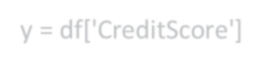 y = df['CreditScore']